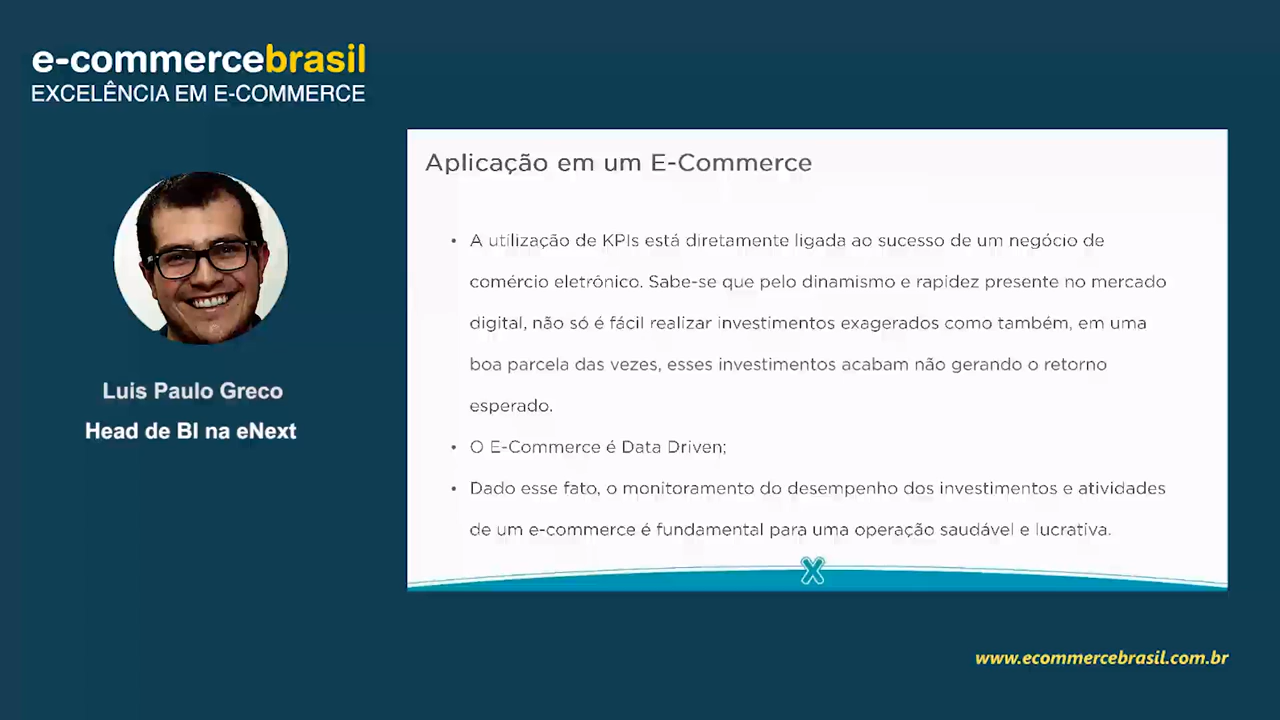 e-commercebrasil
EXCELÊNCIA EM E-COMMERCE
Luis Paulo Greco
Head de BI na eNext
Aplicação em um E-Commerce
• A utilização de KPIs está diretamente ligada ao sucesso de um negócio de
comércio eletrônico. Sabe-se que pelo dinamismo e rapidez presente no mercado
digital, não só é fácil realizar investimentos exagerados como também, em uma
boa parcela das vezes, esses investimentos acabam não gerando o retorno
esperado.
• O E-Commerce é Data Driven;
• Dado esse fato, o monitoramento do desempenho dos investimentos e atividades
de um e-commerce é fundamental para uma operação saudável e lucrativa.
X
www.ecommercebrasil.com.br